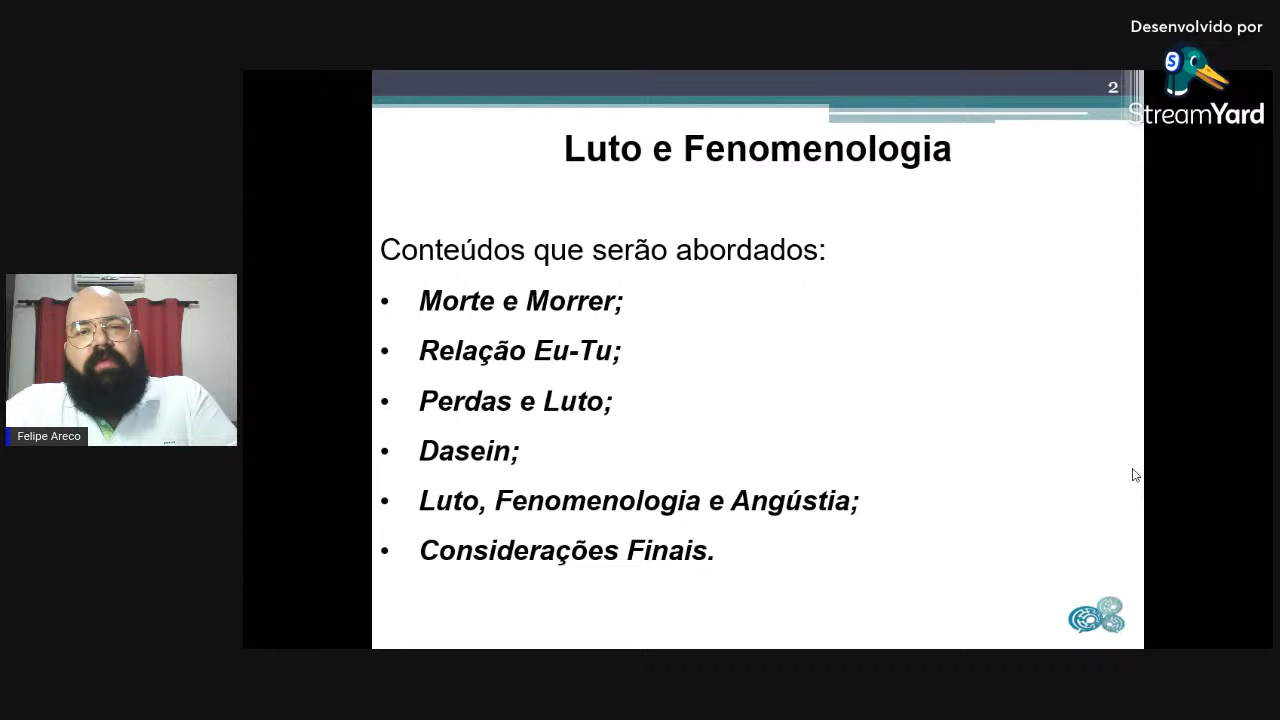 Desenvolvido por
StreamYard
2
Luto e Fenomenologia
Conteúdos que serão abordados:
• Morte e Morrer;
• Relação Eu-Tu;
• Perdas e Luto;
• Dasein;
• Luto, Fenomenologia e Angústia;
• Considerações Finais.
Felipe Areco